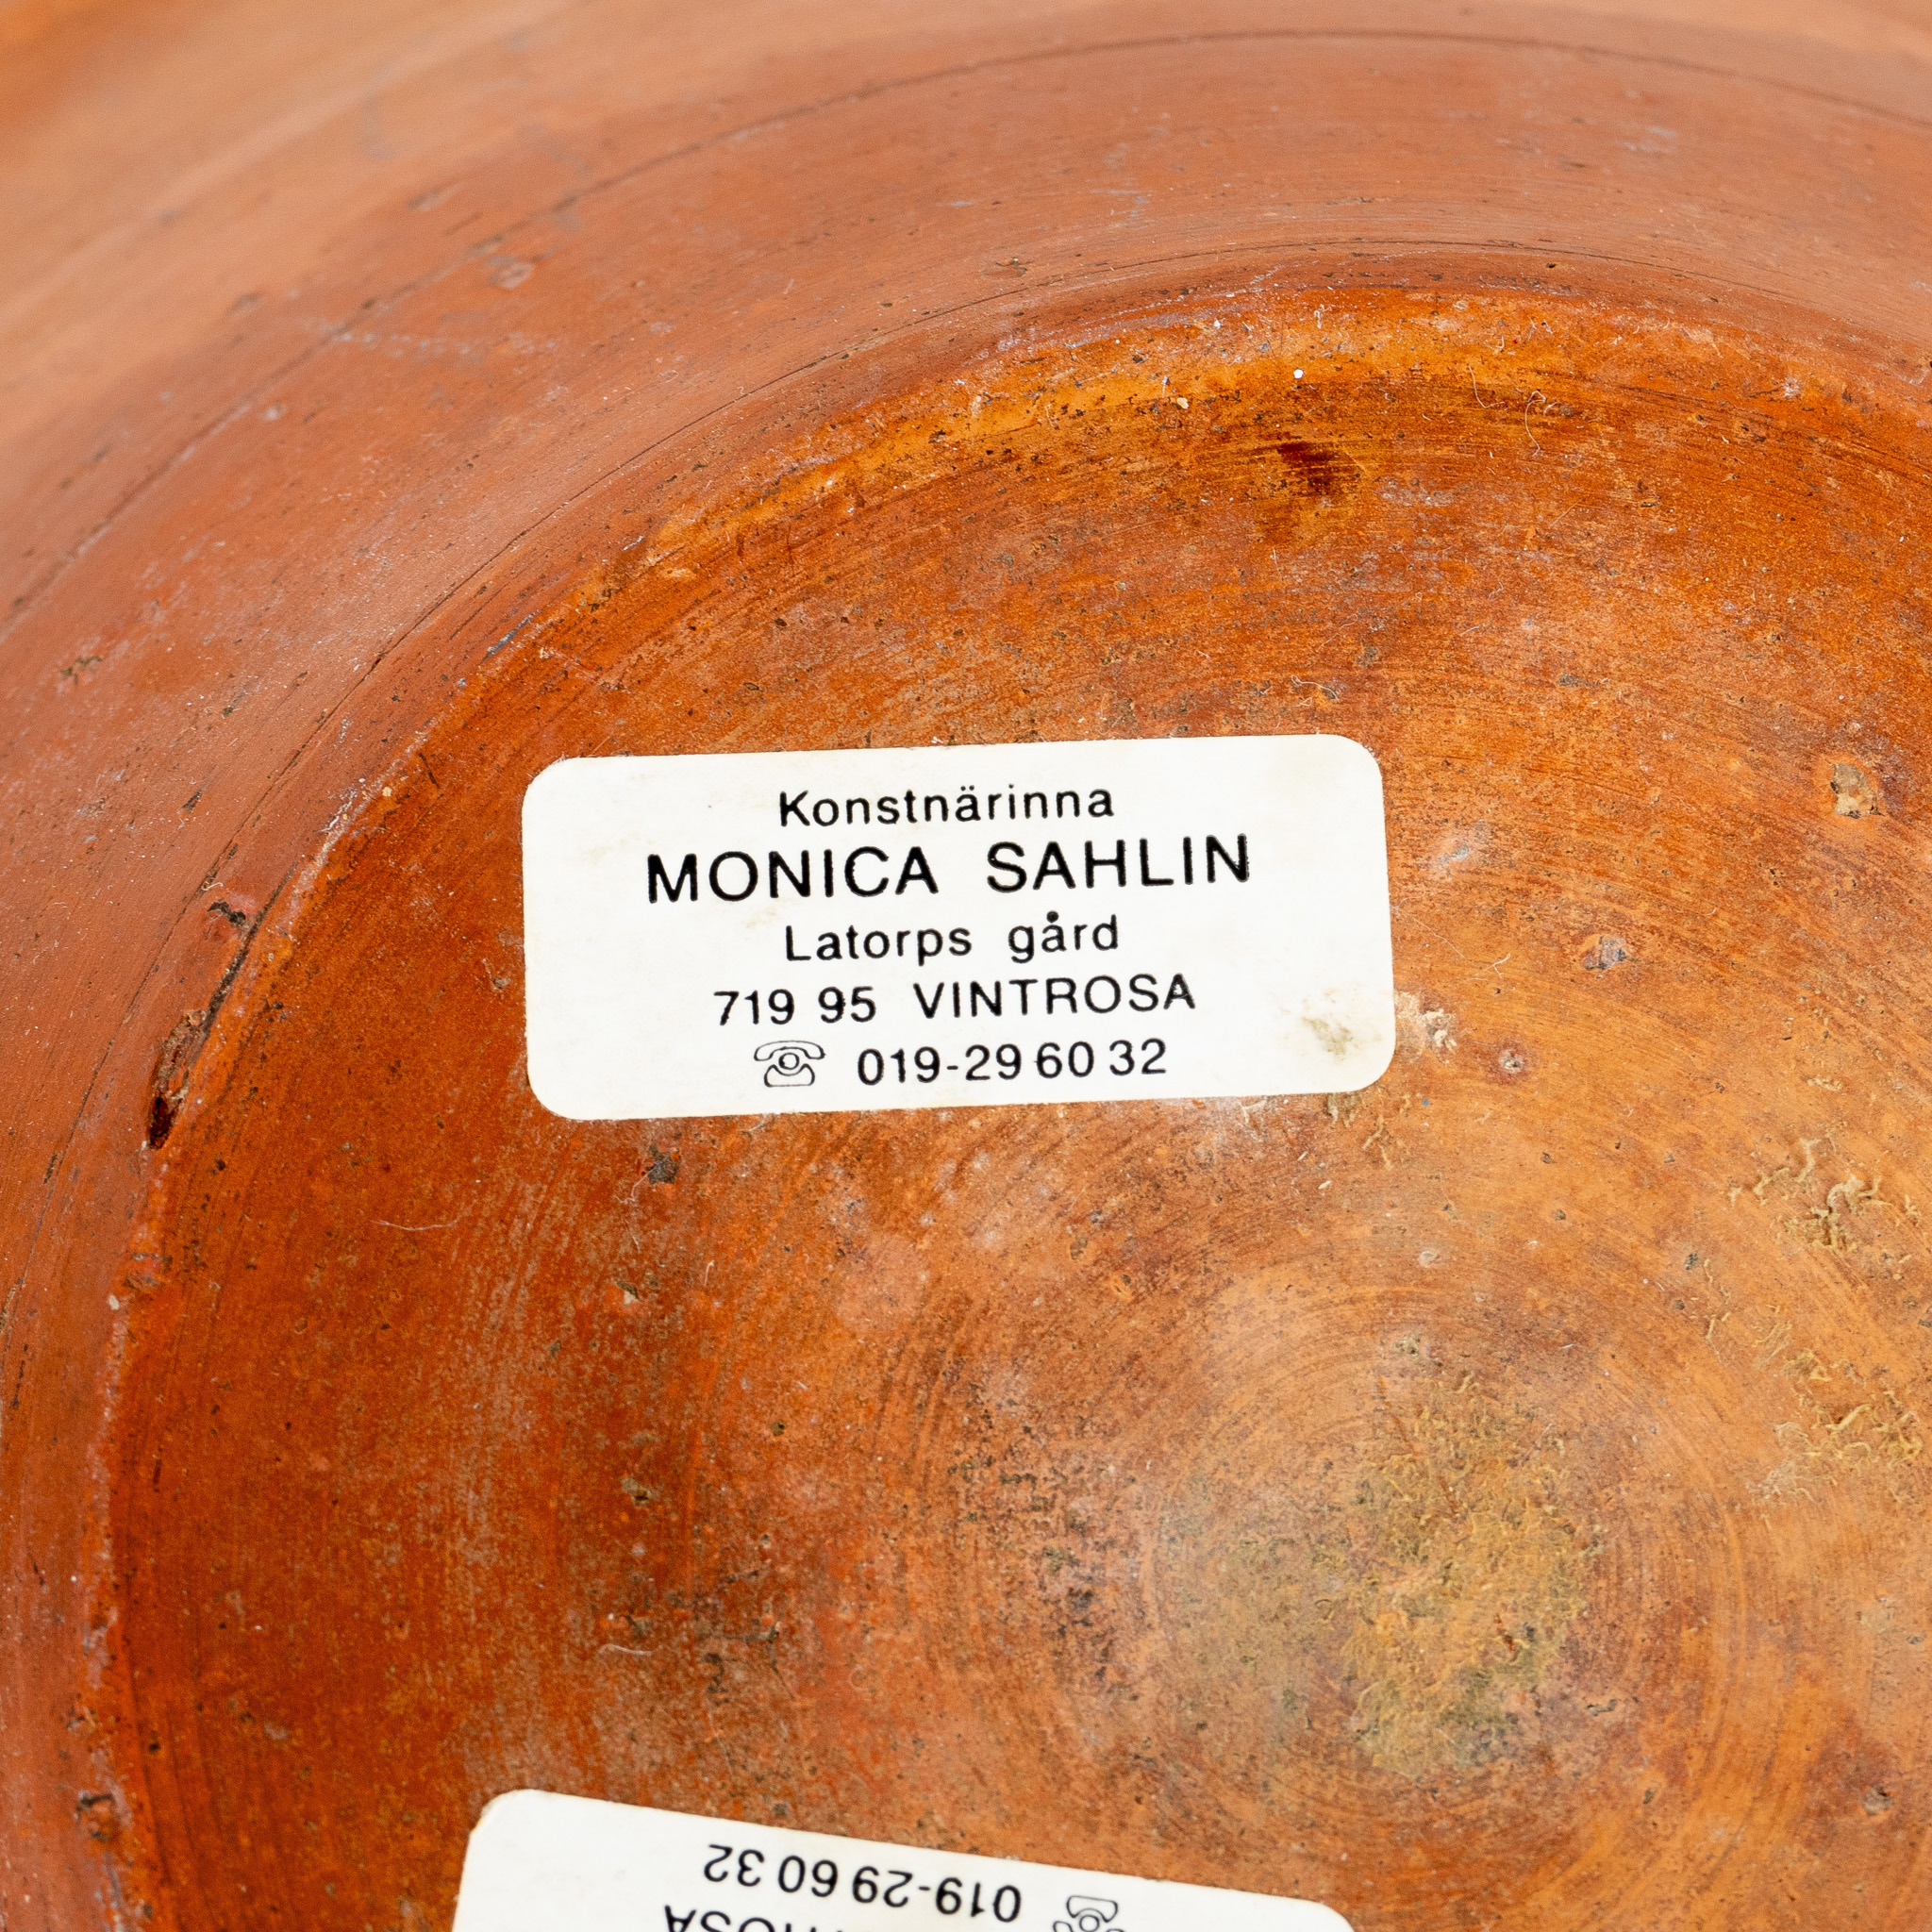 Konstnärinna
MONICA SAHLIN
Latorps gård
719 95 VINTROSA
019-29 60 32
019-29 60 32